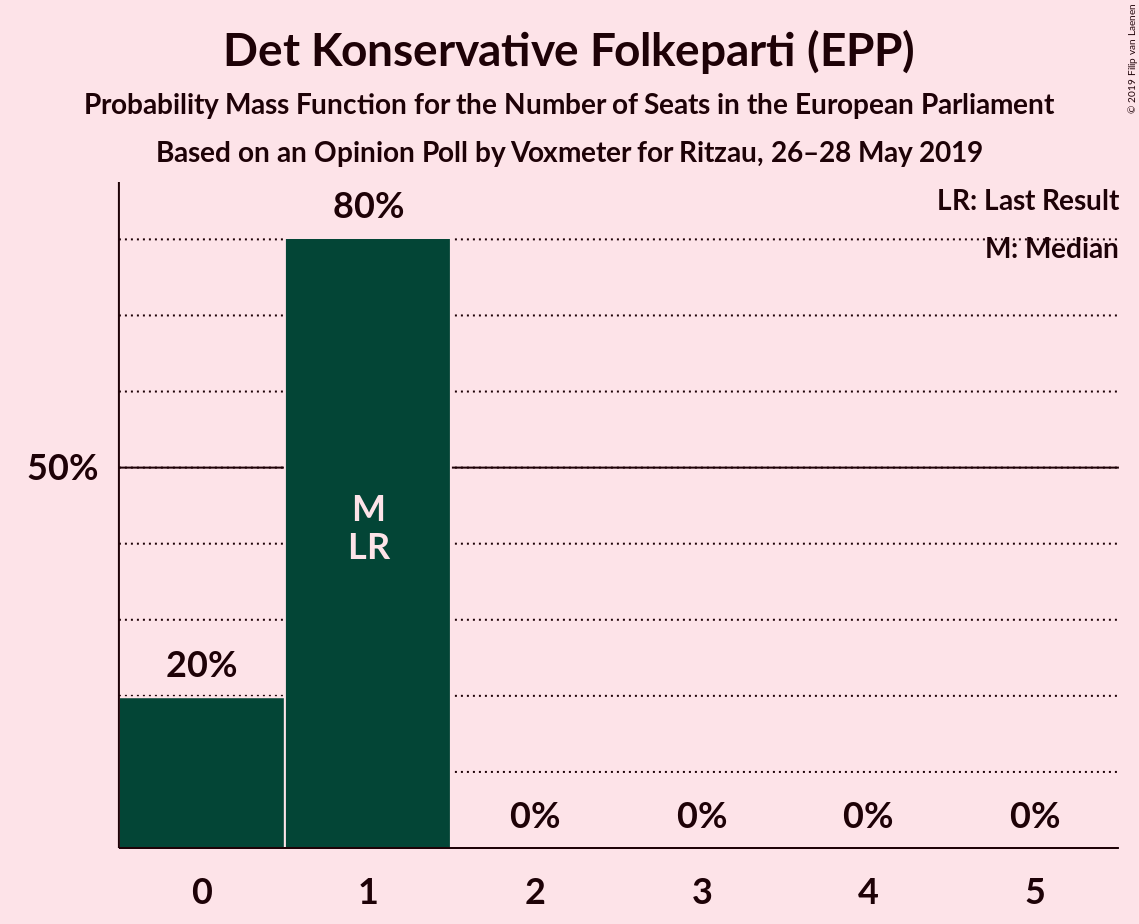 Det Konservative Folkeparti (EPP)
Probability Mass Function for the Number of Seats in the European Parliament
Based on an Opinion Poll by Voxmeter for Ritzau, 26–28 May 2019
© 2019 Filip van Laenen
LR: Last Result
M: Median
80%
50%
M
LR
20%
0% 0% 0% 0%
0 1 2 3 4 5